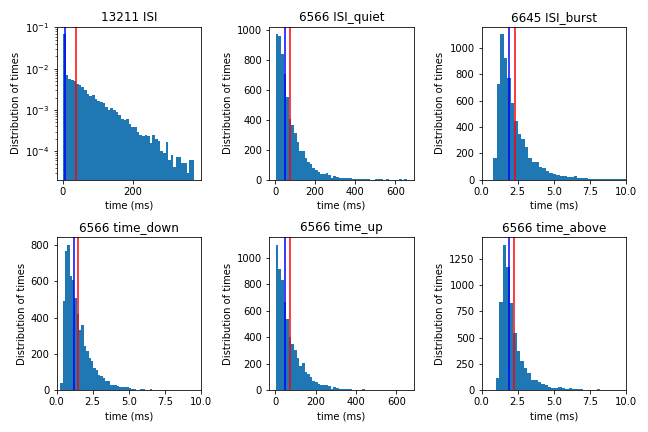 13211 ISI
Distribution of times
10⁻¹
10⁻²
10⁻³
10⁻⁴
0 200
time (ms)
6566 ISI_quiet
Distribution of times
1000
800
600
400
200
0
0 200 400 600
time (ms)
6645 ISI_burst
Distribution of times
1000
800
600
400
200
0
0.0 2.5 5.0 7.5 10.0
time (ms)
6566 time_down
Distribution of times
800
600
400
200
0
0.0 2.5 5.0 7.5 10.0
time (ms)
6566 time_up
Distribution of times
1000
800
600
400
200
0
0 200 400 600
time (ms)
6566 time_above
Distribution of times
1250
1000
750
500
250
0
0.0 2.5 5.0 7.5 10.0
time (ms)